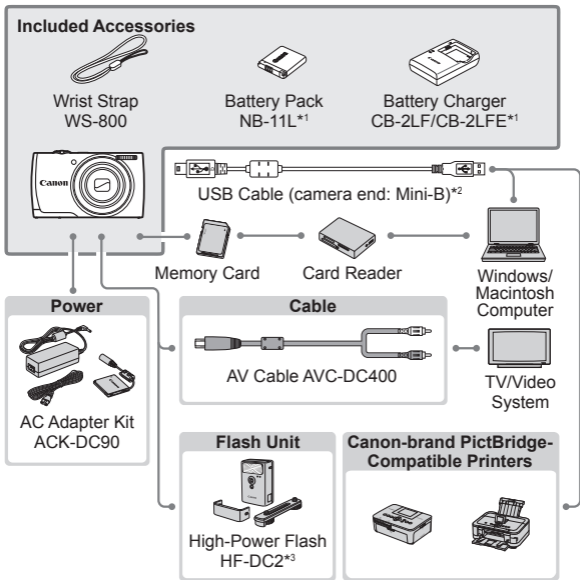 Included Accessories
Wrist Strap
WS-800
Battery Pack
NB-11L*1
Battery Charger
CB-2LF/CB-2LFE*1
Canon
USB Cable (camera end: Mini-B)*2
Memory Card
Card Reader
Windows/
Macintosh
Computer
Power
AC Adapter Kit
ACK-DC90
Cable
AV Cable AVC-DC400
TV/Video
System
Flash Unit
High-Power Flash
HF-DC2*3
Canon-brand PictBridge-
Compatible Printers